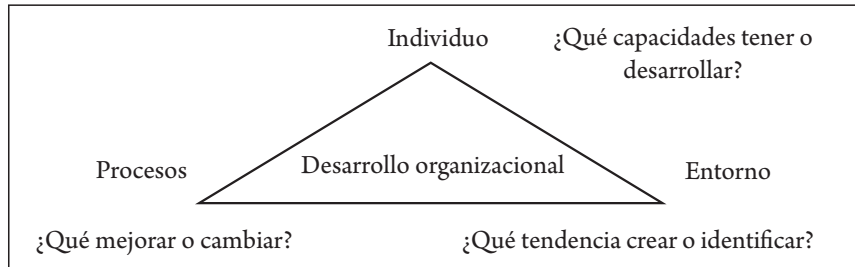 Individuo
¿Qué capacidades tener o
desarrollar?
Procesos
Desarrollo organizacional
Entorno
¿Qué mejorar o cambiar?
¿Qué tendencia crear o identificar?